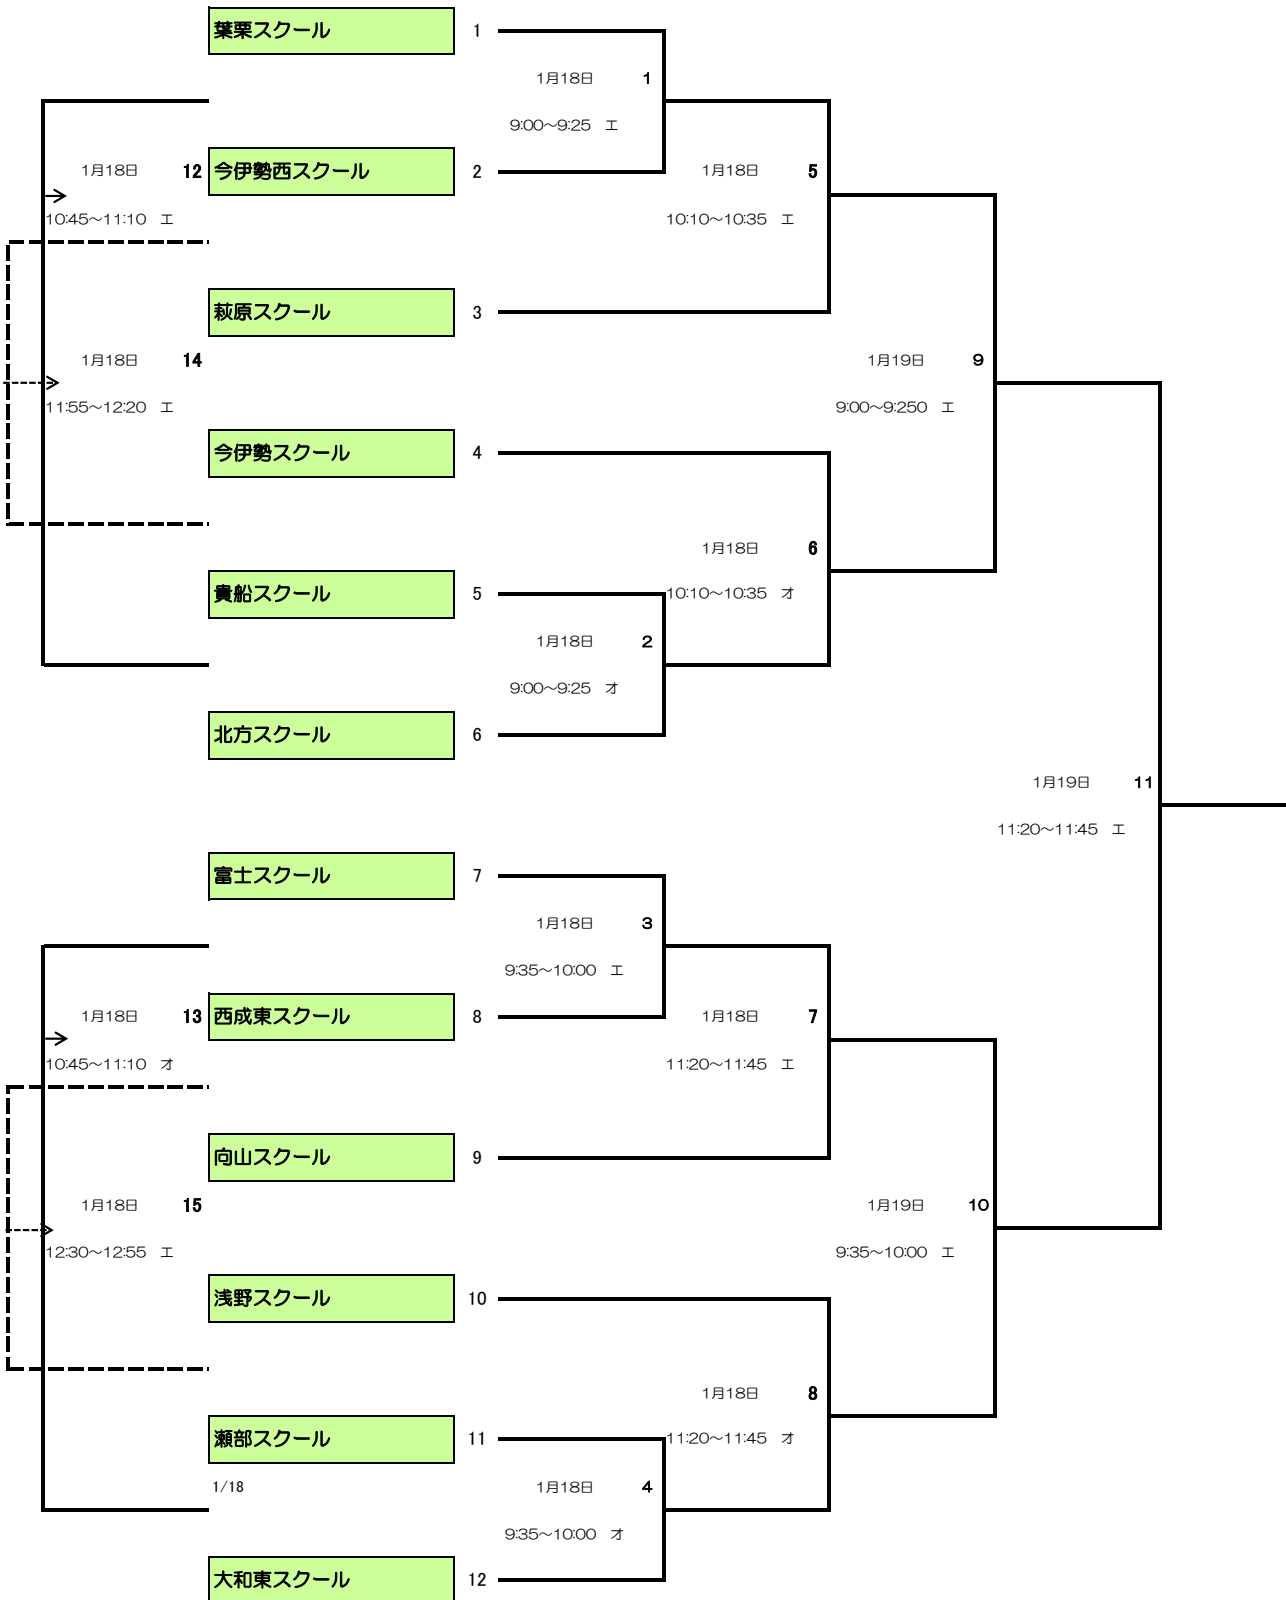 葉栗スクール 1
1月18日 1
9:00～9:25 エ
1月18日 12 今伊勢西スクール 2 1月18日 5
10:45～11:10 エ 10:10～10:35 エ
萩原スクール 3
1月18日 14 1月19日 9
11:55～12:20 エ 9:00～9:250 エ
今伊勢スクール 4
1月18日 6
貴船スクール 5 10:10～10:35 オ
1月18日 2
9:00～9:25 オ
北方スクール 6
1月19日 11
11:20～11:45 エ
富士スクール 7
1月18日 3
9:35～10:00 エ
1月18日 13 西成東スクール 8 1月18日 7
10:45～11:10 オ 11:20～11:45 エ
向山スクール 9
1月18日 15 1月19日 10
12:30～12:55 エ 9:35～10:00 エ
浅野スクール 10
1月18日 8
瀬部スクール 11 11:20～11:45 オ
1/18 1月18日 4
9:35～10:00 オ
大和東スクール 12